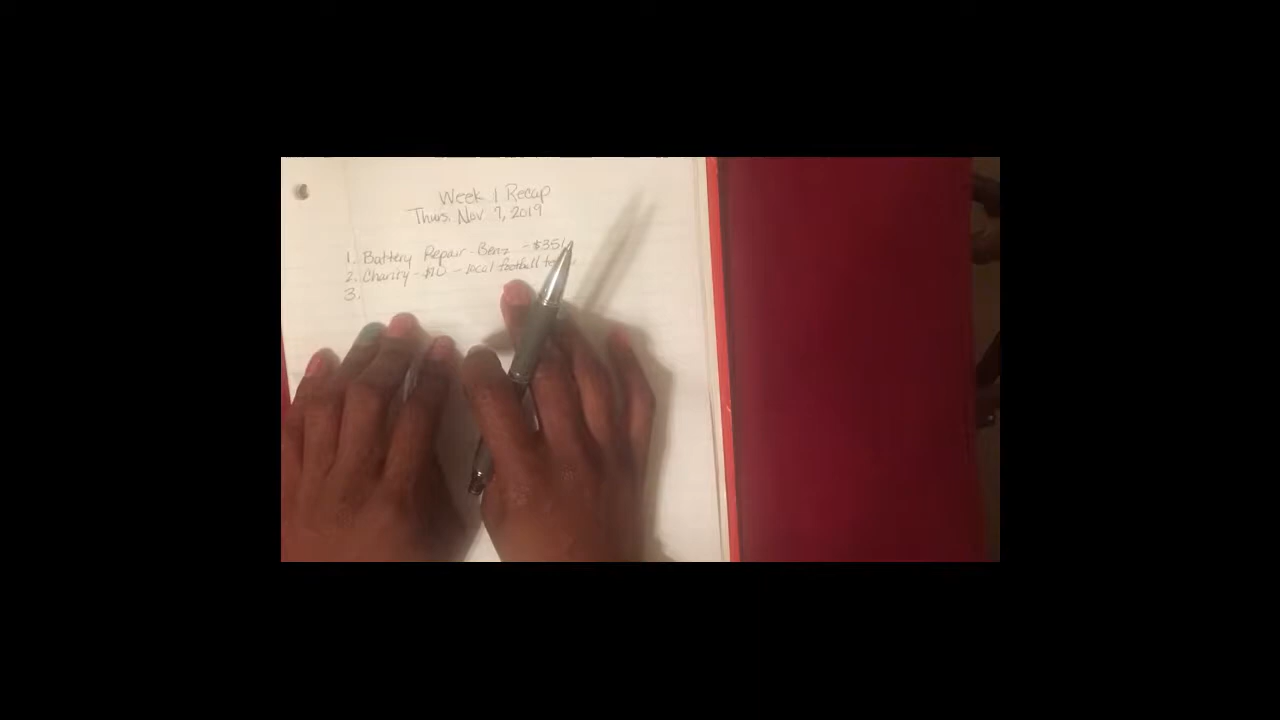 Week 1 Recap
Thurs. Nov 7, 2019
1. Battery Repair - Benz - $351
2. Charity - $10 - local football
3.